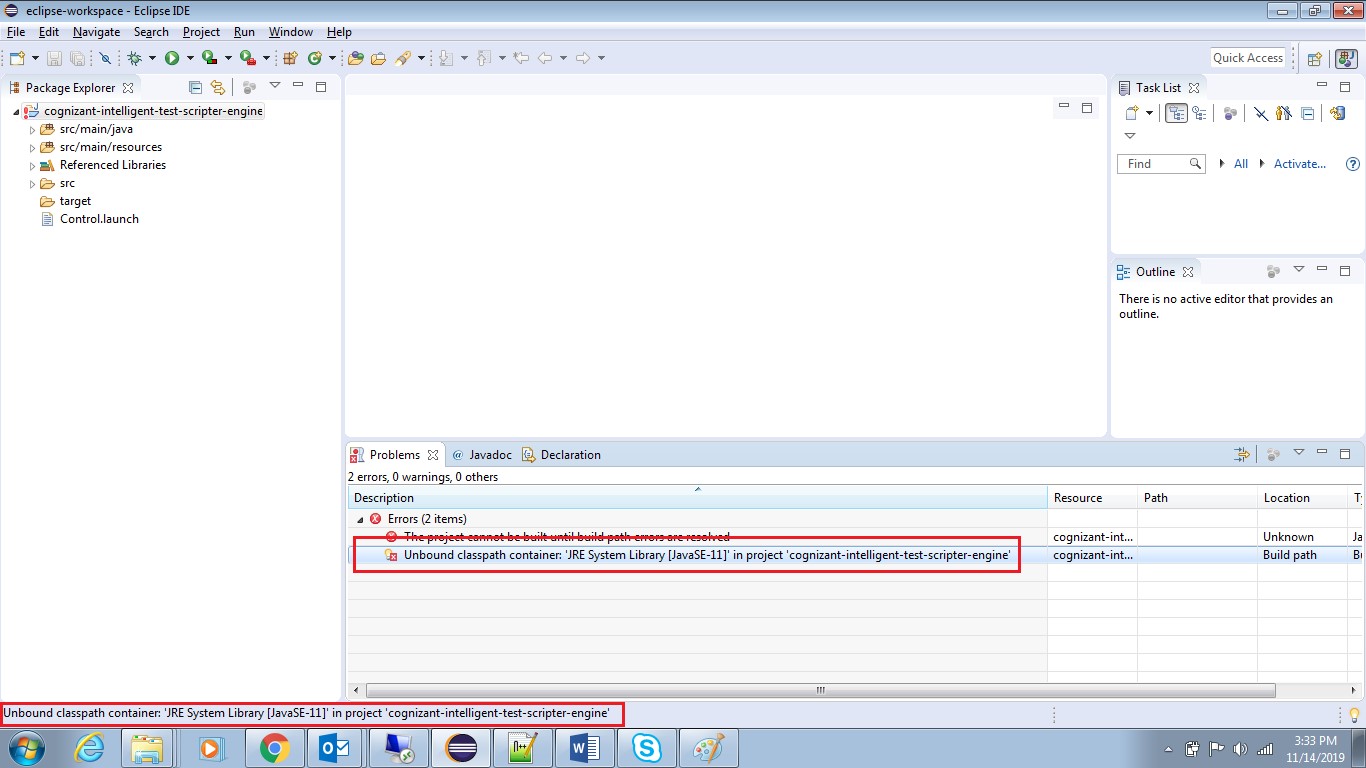 eclipse-workspace - Eclipse IDE
File Edit Navigate Search Project Run Window Help
Quick Access
Package Explorer
cognizant-intelligent-test-scripter-engine
src/main/java
src/main/resources
Referenced Libraries
src
target
Control.launch
Task List
Find All Activate...
Outline
There is no active editor that provides an
outline.
Problems @ Javadoc Declaration
2 errors, 0 warnings, 0 others
Description Resource Path Location Ty
Errors (2 items)
The project cannot be built until build path errors are resolved cognizant-int... Unknown Ja
Unbound classpath container: 'JRE System Library [JavaSE-11]' in project 'cognizant-intelligent-test-scripter-engine' cognizant-int... Build path Bu
Unbound classpath container: 'JRE System Library [JavaSE-11]' in project 'cognizant-intelligent-test-scripter-engine'
3:33 PM
11/14/2019